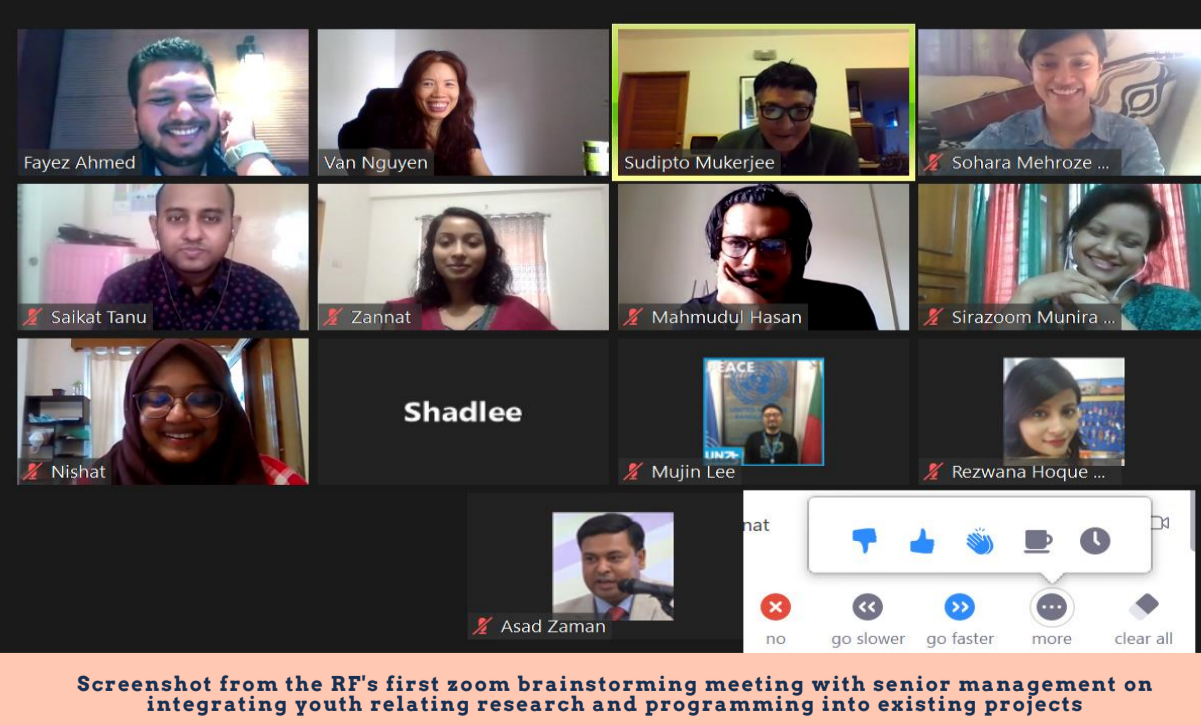 Fayez Ahmed
Van Nguyen
Sudipto Mukerjee
Sohara Mehroze ...
Saikat Tanu
Zannat
Mahmudul Hasan
Sirazoom Munira ...
Nishat
Shadlee
PEACE
Mujin Lee
Rezwana Hoque ...
Asad Zaman
nat
no
go slower
go faster
more
clear all
Screenshot from the RF's first zoom brainstorming meeting with senior management on
integrating youth relating research and programming into existing projects